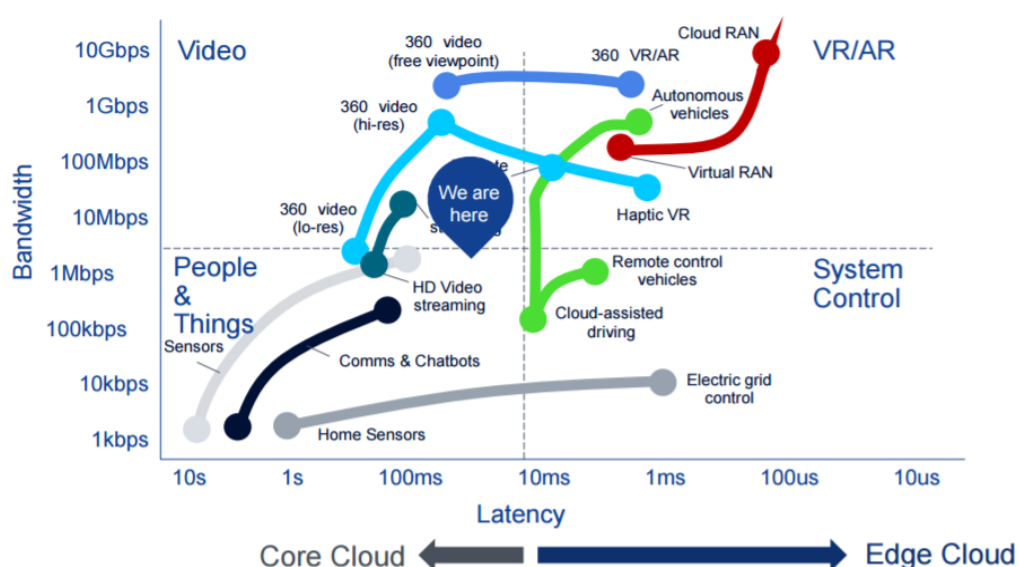 10Gbps
1Gbps
100Mbps
10Mbps
1Mbps
100kbps
10kbps
1kbps
Bandwidth
Video
VR/AR
People
&
Things
System
Control
360 video
(free viewpoint)
360 VR/AR
Cloud RAN
360 video
(hi-res)
Autonomous
vehicles
Virtual RAN
We are
here
Haptic VR
360 video
(lo-res)
HD Video
streaming
Remote control
vehicles
Cloud-assisted
driving
Sensors
Comms & Chatbots
Electric grid
control
Home Sensors
10s
1s
100ms
10ms
1ms
100us
10us
Latency
Core Cloud
Edge Cloud